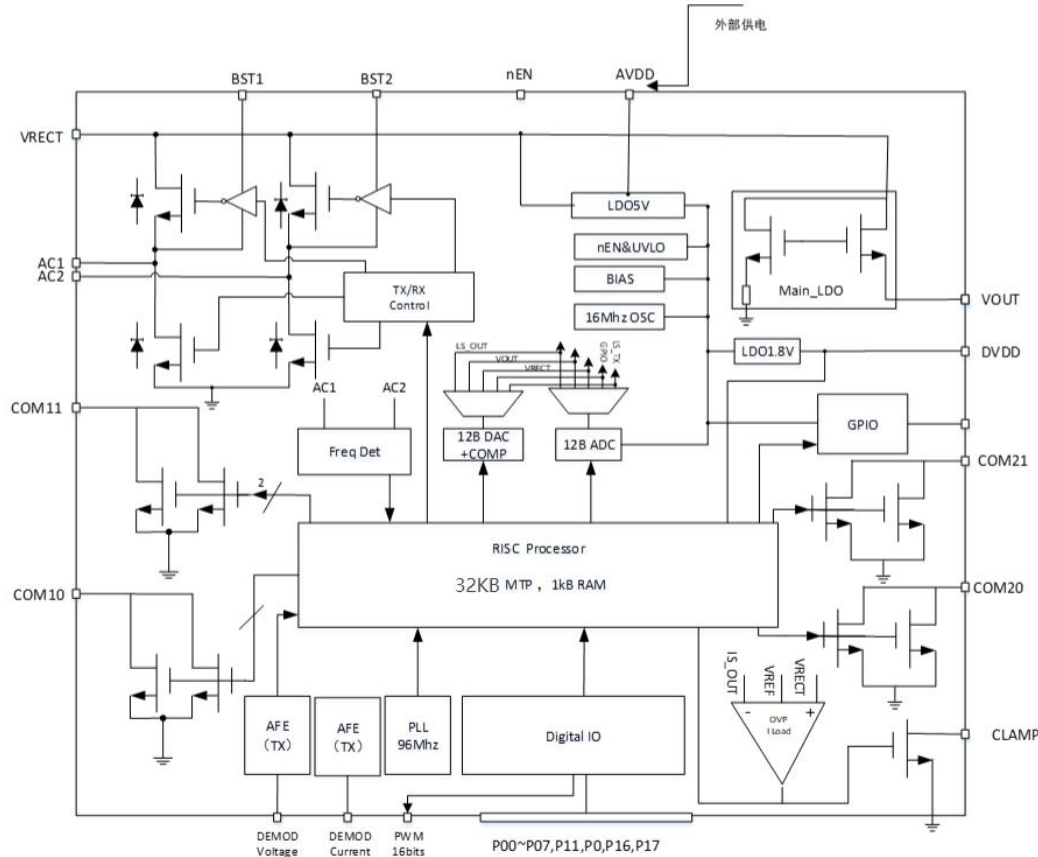 外部供电
BST1
BST2
nEN
AVDD
VRECT
LDO5V
nEN&UVLO
BIAS
16Mhz OSC
Main_LDO
AC1
AC2
TX/RX
Control
VOUT
LDO1.8V
DVDD
LS_OUT
VOUT
VRECT
GPIO
IS_TX
AC1
AC2
COM11
Freq Det
12B DAC
+COMP
12B ADC
GPIO
COM21
2
RISC Processor
32KB MTP， 1kB RAM
COM10
COM20
IS_OUT
VREF
VRECT
- +
OVP
I Load
AFE
（TX）
AFE
（TX）
PLL
96Mhz
Digital IO
CLAMP
DEMOD
Voltage
DEMOD
Current
PWM
16bits
P00~P07,P11,P0,P16,P17